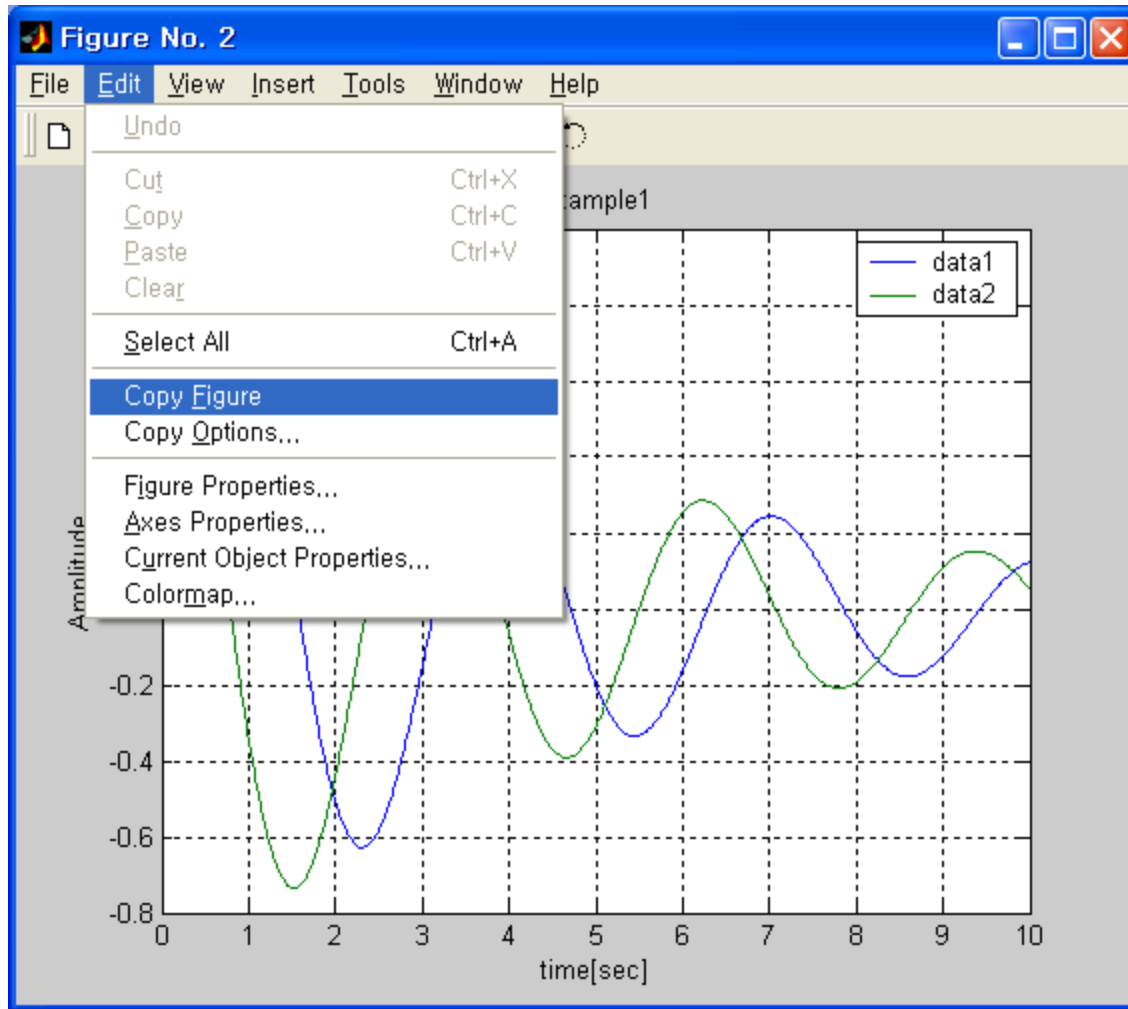 Figure No. 2
File Edit View Insert Tools Window Help
Undo
Cut Ctrl+X
Copy Ctrl+C
Paste Ctrl+V
Clear
Select All Ctrl+A
Copy Figure
Copy Options...
Figure Properties...
Axes Properties...
Current Object Properties...
Colormap...
ample1
data1
data2
Amplitude
-0.2
-0.4
-0.6
-0.8
0 1 2 3 4 5 6 7 8 9 10
time[sec]